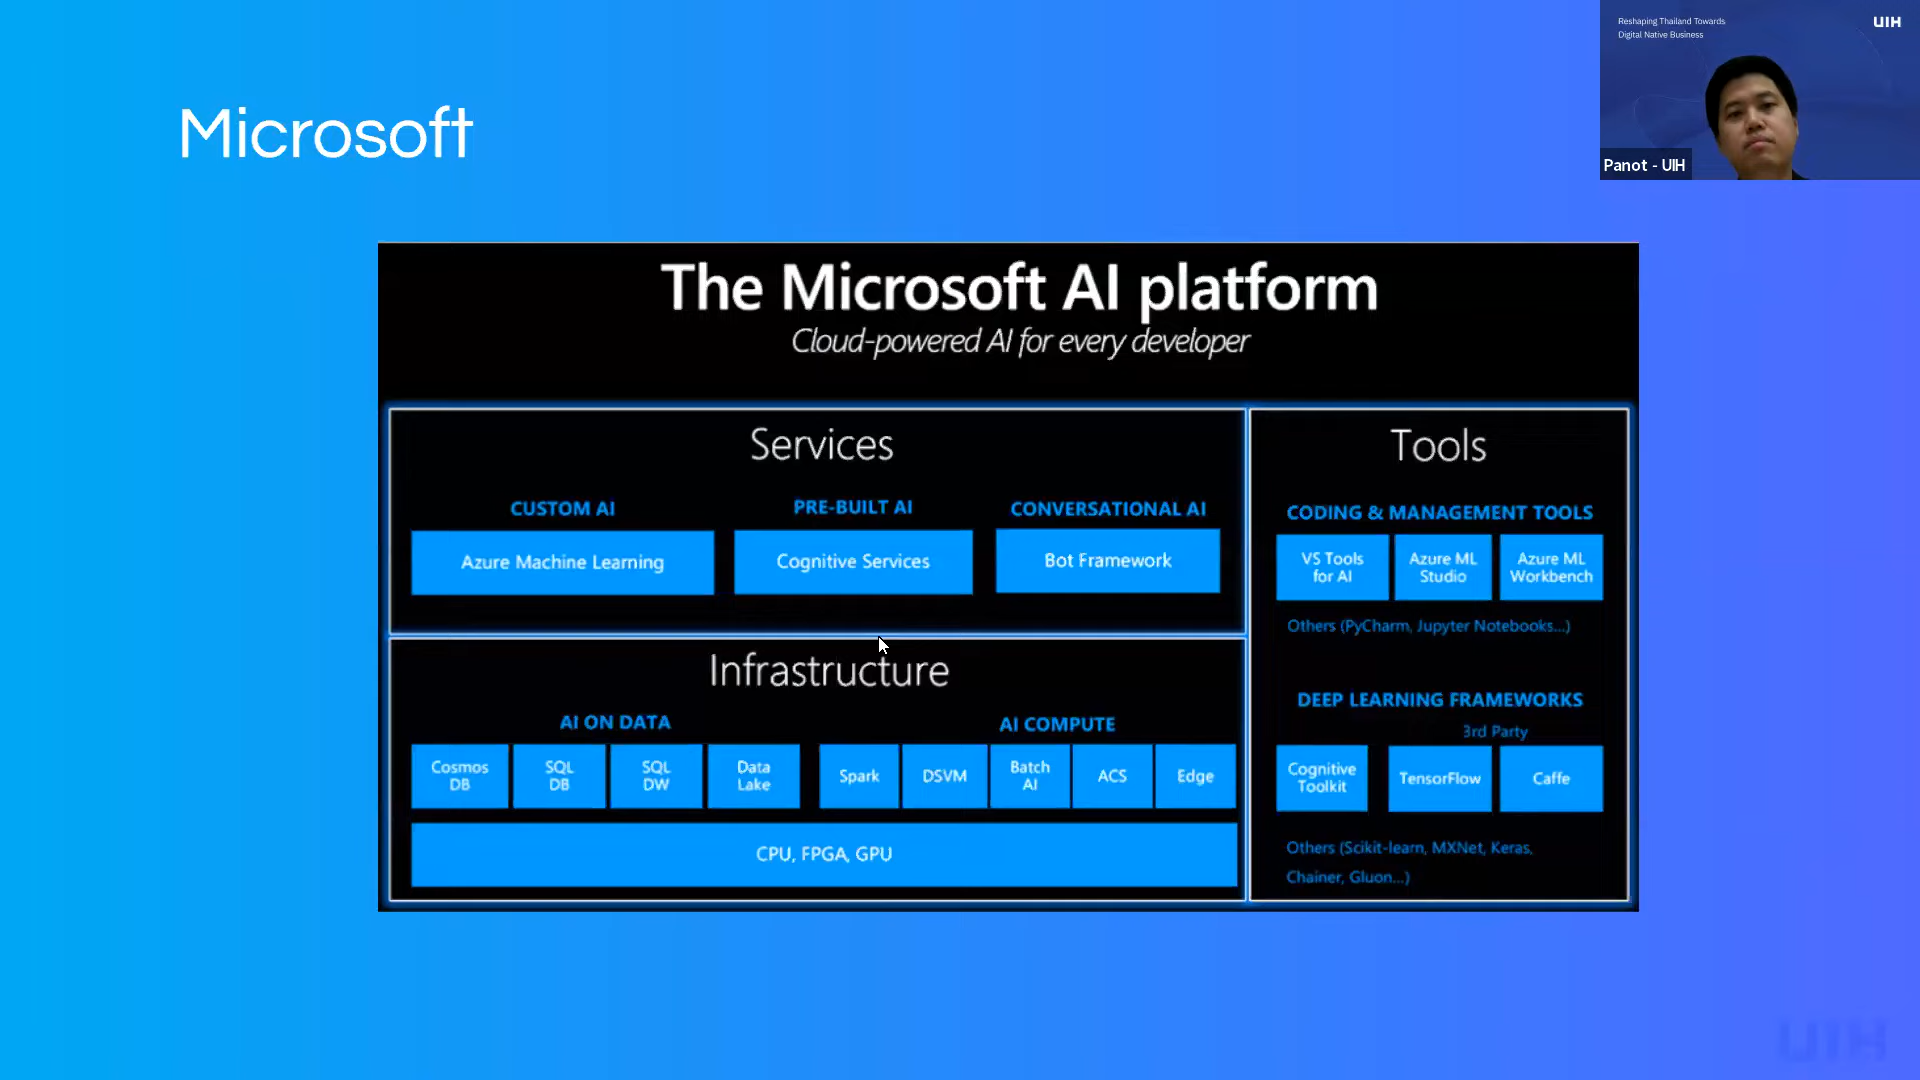 Reshaping Thailand Towards
Digital Native Business
UIH
Panot - UIH
Microsoft
The Microsoft AI platform
Cloud-powered AI for every developer
Services
CUSTOM AI
Azure Machine Learning
PRE-BUILT AI
Cognitive Services
CONVERSATIONAL AI
Bot Framework
Infrastructure
AI ON DATA
Cosmos
DB
SQL
DB
SQL
DW
Data
Lake
AI COMPUTE
Spark
DSVM
Batch
AI
ACS
Edge
CPU, FPGA, GPU
Tools
CODING & MANAGEMENT TOOLS
VS Tools
for AI
Azure ML
Studio
Azure ML
Workbench
Others (PyCharm, Jupyter Notebooks...)
DEEP LEARNING FRAMEWORKS
3rd Party
Cognitive
Toolkit
TensorFlow
Caffe
Others (Scikit-learn, MXNet, Keras,
Chainer, Gluon...)
UIH